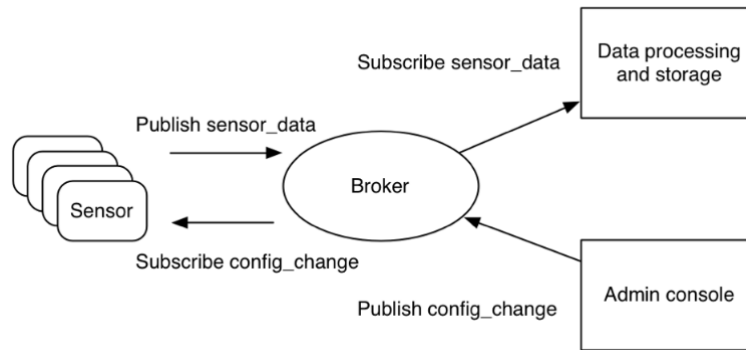 Subscribe sensor_data
Data processing
and storage
Publish sensor_data
Broker
Sensor
Subscribe config_change
Publish config_change
Admin console